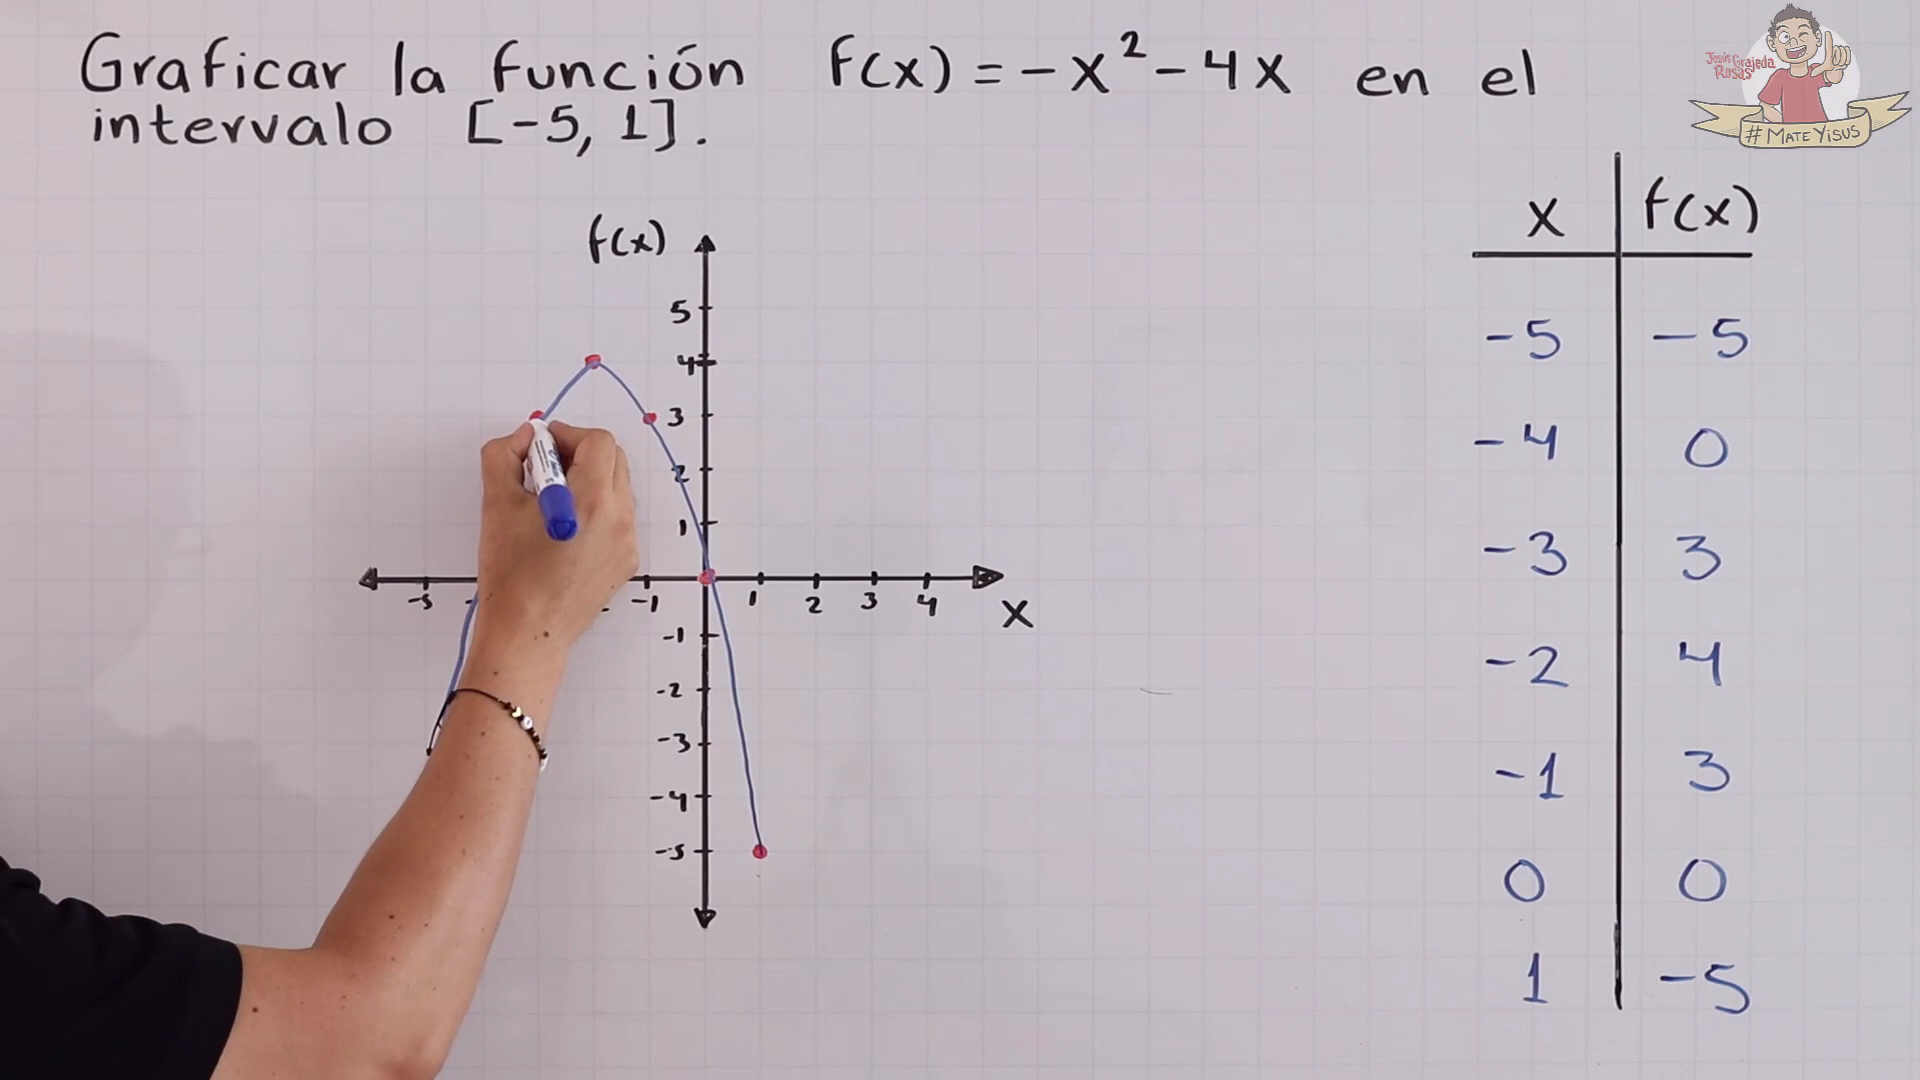 Graficar la función f(x) = -x² - 4x en el
intervalo [-5, 1].
Jesús Grajeda
Rosas
#MATEYISUS
x f(x)
-5 -5
-4 0
-3 3
-2 4
-1 3
0 0
1 -5
f(x)
5
4
3
2
1
-5 -1 1 2 3 4
x
-1
-2
-3
-4
-5